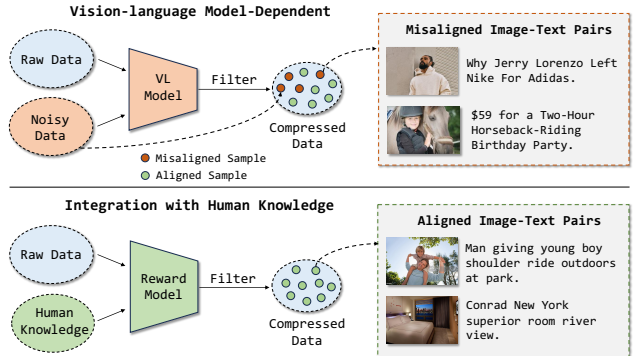 Vision-language Model-Dependent
Raw Data
Noisy
Data
VL
Model
Filter
Compressed
Data
Misaligned Sample
Aligned Sample
Misaligned Image-Text Pairs
Why Jerry Lorenzo Left
Nike For Adidas.
$59 for a Two-Hour
Horseback-Riding
Birthday Party.
Integration with Human Knowledge
Raw Data
Human
Knowledge
Reward
Model
Filter
Compressed
Data
Aligned Image-Text Pairs
Man giving young boy
shoulder ride outdoors
at park.
Conrad New York
superior room river
view.